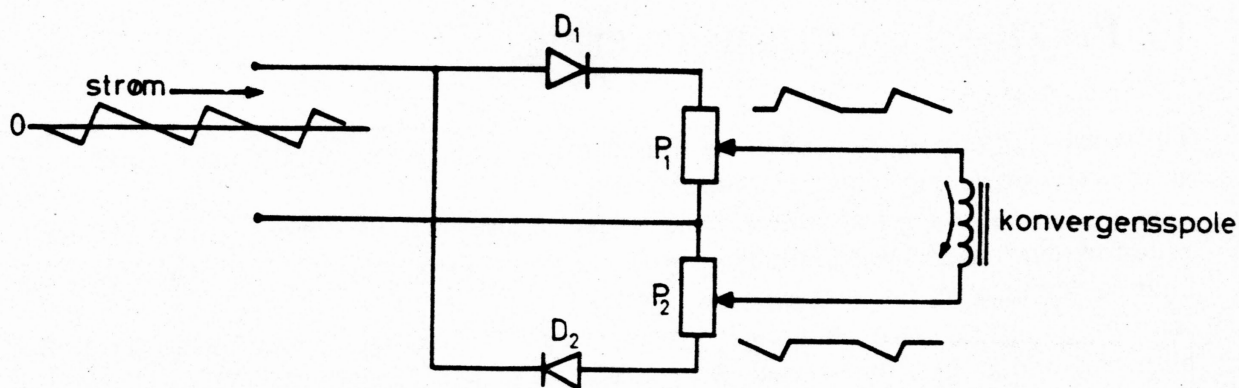 D₁
strøm
0
P₁
konvergensspole
P₂
D₂